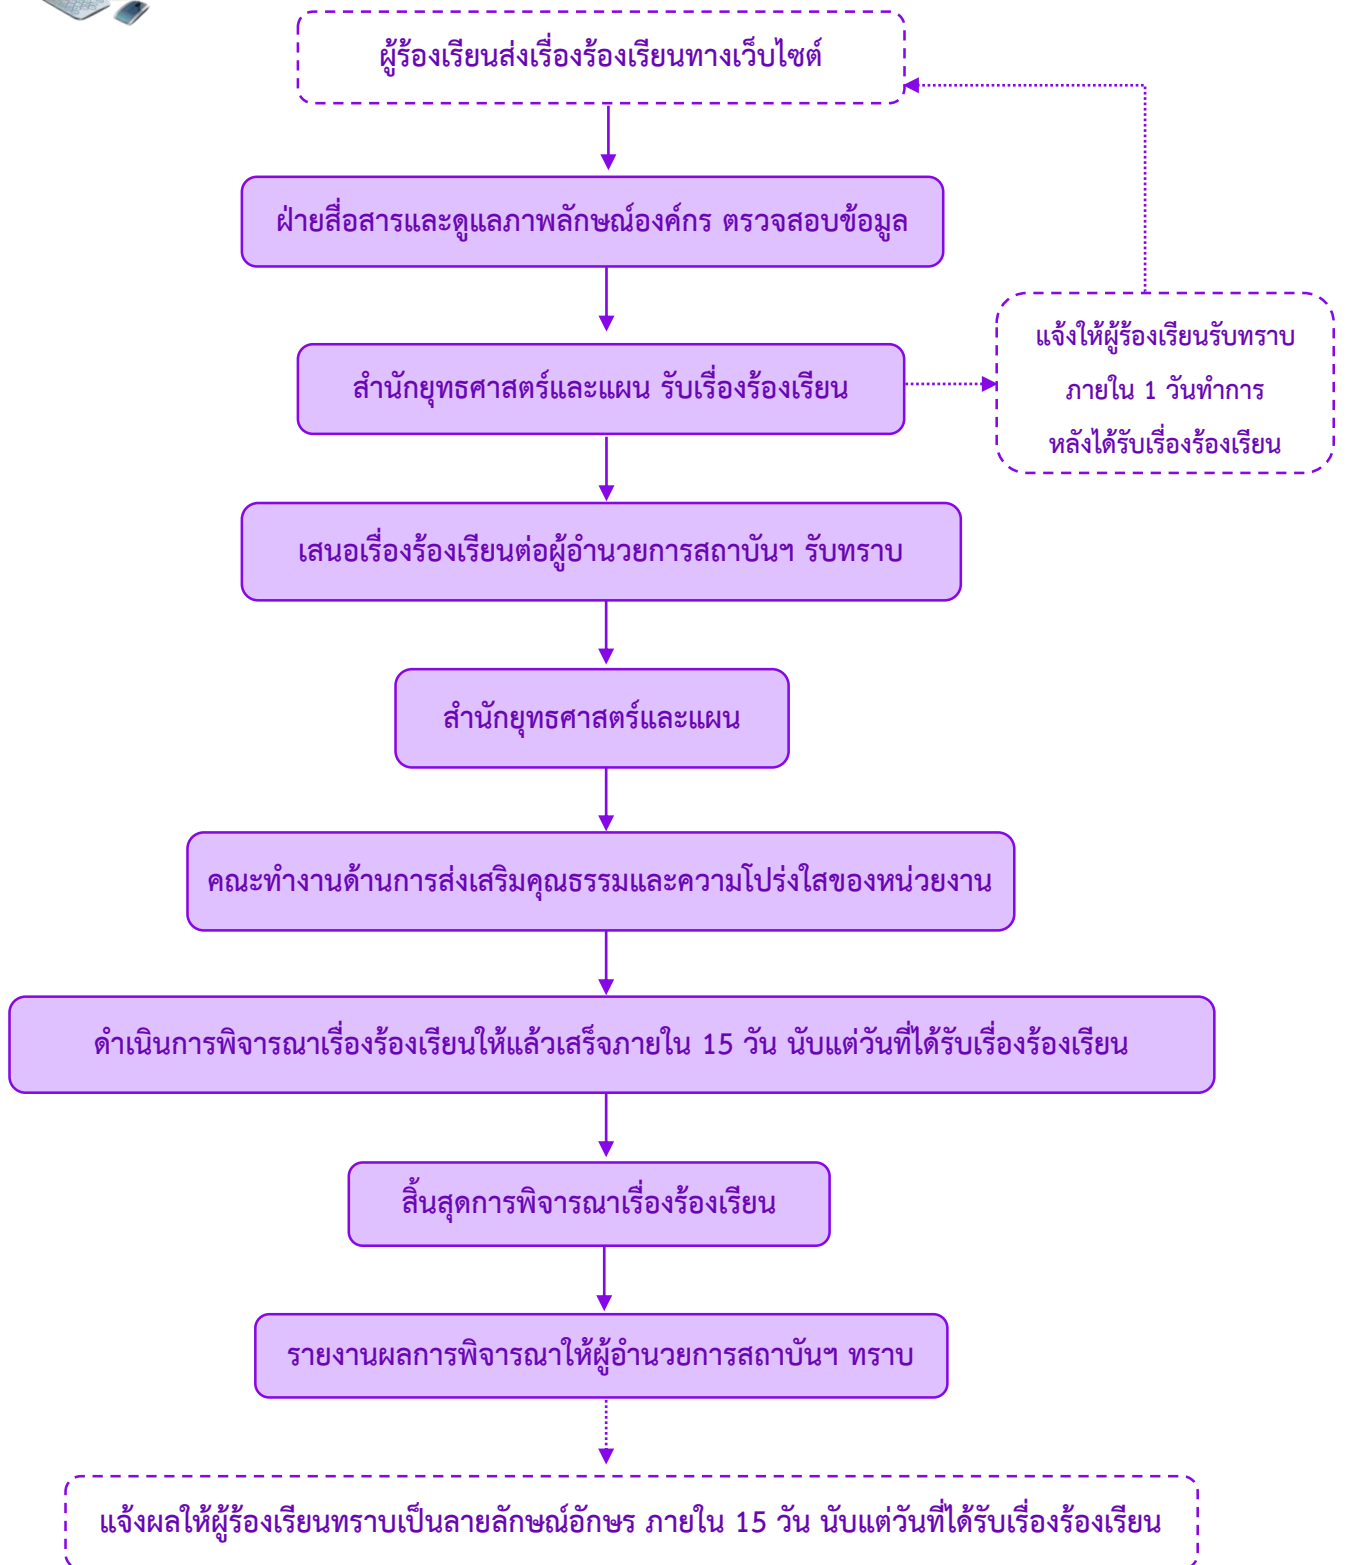 ผู้ร้องเรียนส่งเรื่องร้องเรียนทางเว็บไซต์
ฝ่ายสื่อสารและดูแลภาพลักษณ์องค์กร ตรวจสอบข้อมูล
สำนักยุทธศาสตร์และแผน รับเรื่องร้องเรียน
แจ้งให้ผู้ร้องเรียนรับทราบ
ภายใน 1 วันทำการ
หลังได้รับเรื่องร้องเรียน
เสนอเรื่องร้องเรียนต่อผู้อำนวยการสถาบันฯ รับทราบ
สำนักยุทธศาสตร์และแผน
คณะทำงานด้านการส่งเสริมคุณธรรมและความโปร่งใสของหน่วยงาน
ดำเนินการพิจารณาเรื่องร้องเรียนให้แล้วเสร็จภายใน 15 วัน นับแต่วันที่ได้รับเรื่องร้องเรียน
สิ้นสุดการพิจารณาเรื่องร้องเรียน
รายงานผลการพิจารณาให้ผู้อำนวยการสถาบันฯ ทราบ
แจ้งผลให้ผู้ร้องเรียนทราบเป็นลายลักษณ์อักษร ภายใน 15 วัน นับแต่วันที่ได้รับเรื่องร้องเรียน